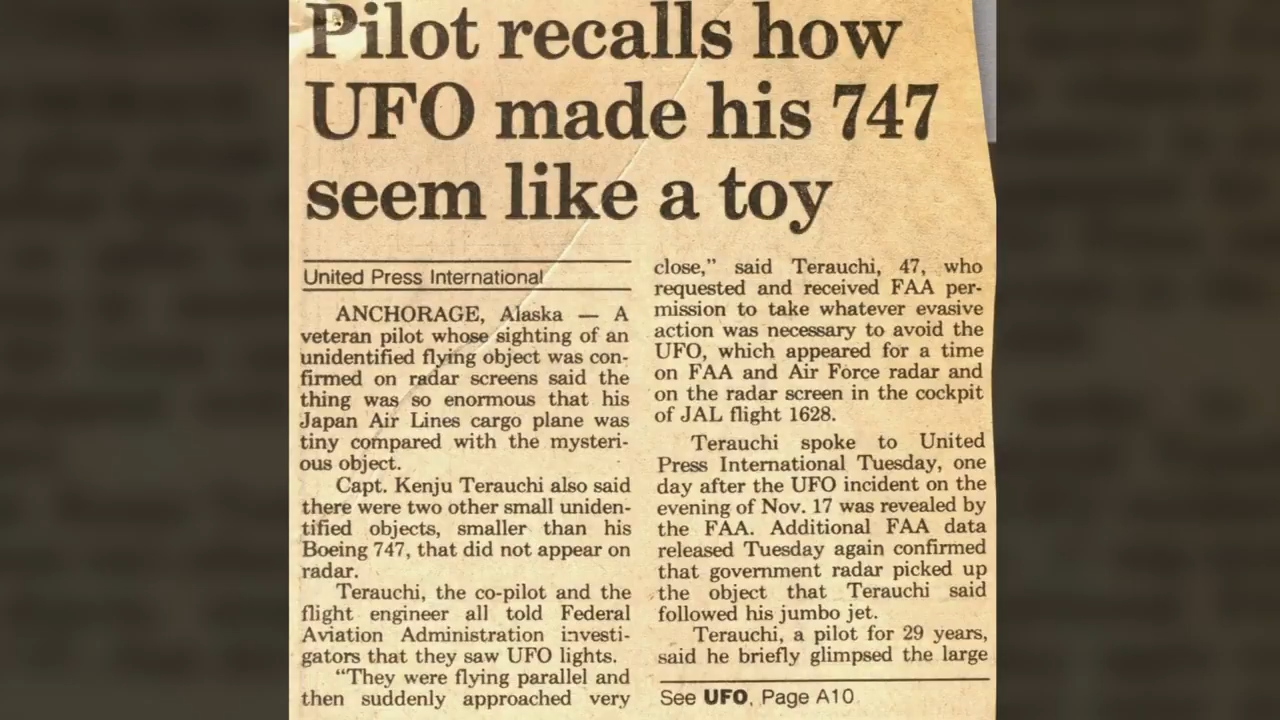 Pilot recalls how
UFO made his 747
seem like a toy
United Press International
ANCHORAGE, Alaska — A
veteran pilot whose sighting of an
unidentified flying object was con-
firmed on radar screens said the
thing was so enormous that his
Japan Air Lines cargo plane was
tiny compared with the mysteri-
ous object.
Capt. Kenju Terauchi also said
there were two other small uniden-
tified objects, smaller than his
Boeing 747, that did not appear on
radar.
Terauchi, the co-pilot and the
flight engineer all told Federal
Aviation Administration investi-
gators that they saw UFO lights.
“They were flying parallel and
then suddenly approached very
close,” said Terauchi, 47, who
requested and received FAA per-
mission to take whatever evasive
action was necessary to avoid the
UFO, which appeared for a time
on FAA and Air Force radar and
on the radar screen in the cockpit
of JAL flight 1628.
Terauchi spoke to United
Press International Tuesday, one
day after the UFO incident on the
evening of Nov. 17 was revealed by
the FAA. Additional FAA data
released Tuesday again confirmed
that government radar picked up
the object that Terauchi said
followed his jumbo jet.
Terauchi, a pilot for 29 years,
said he briefly glimpsed the large
See UFO, Page A10